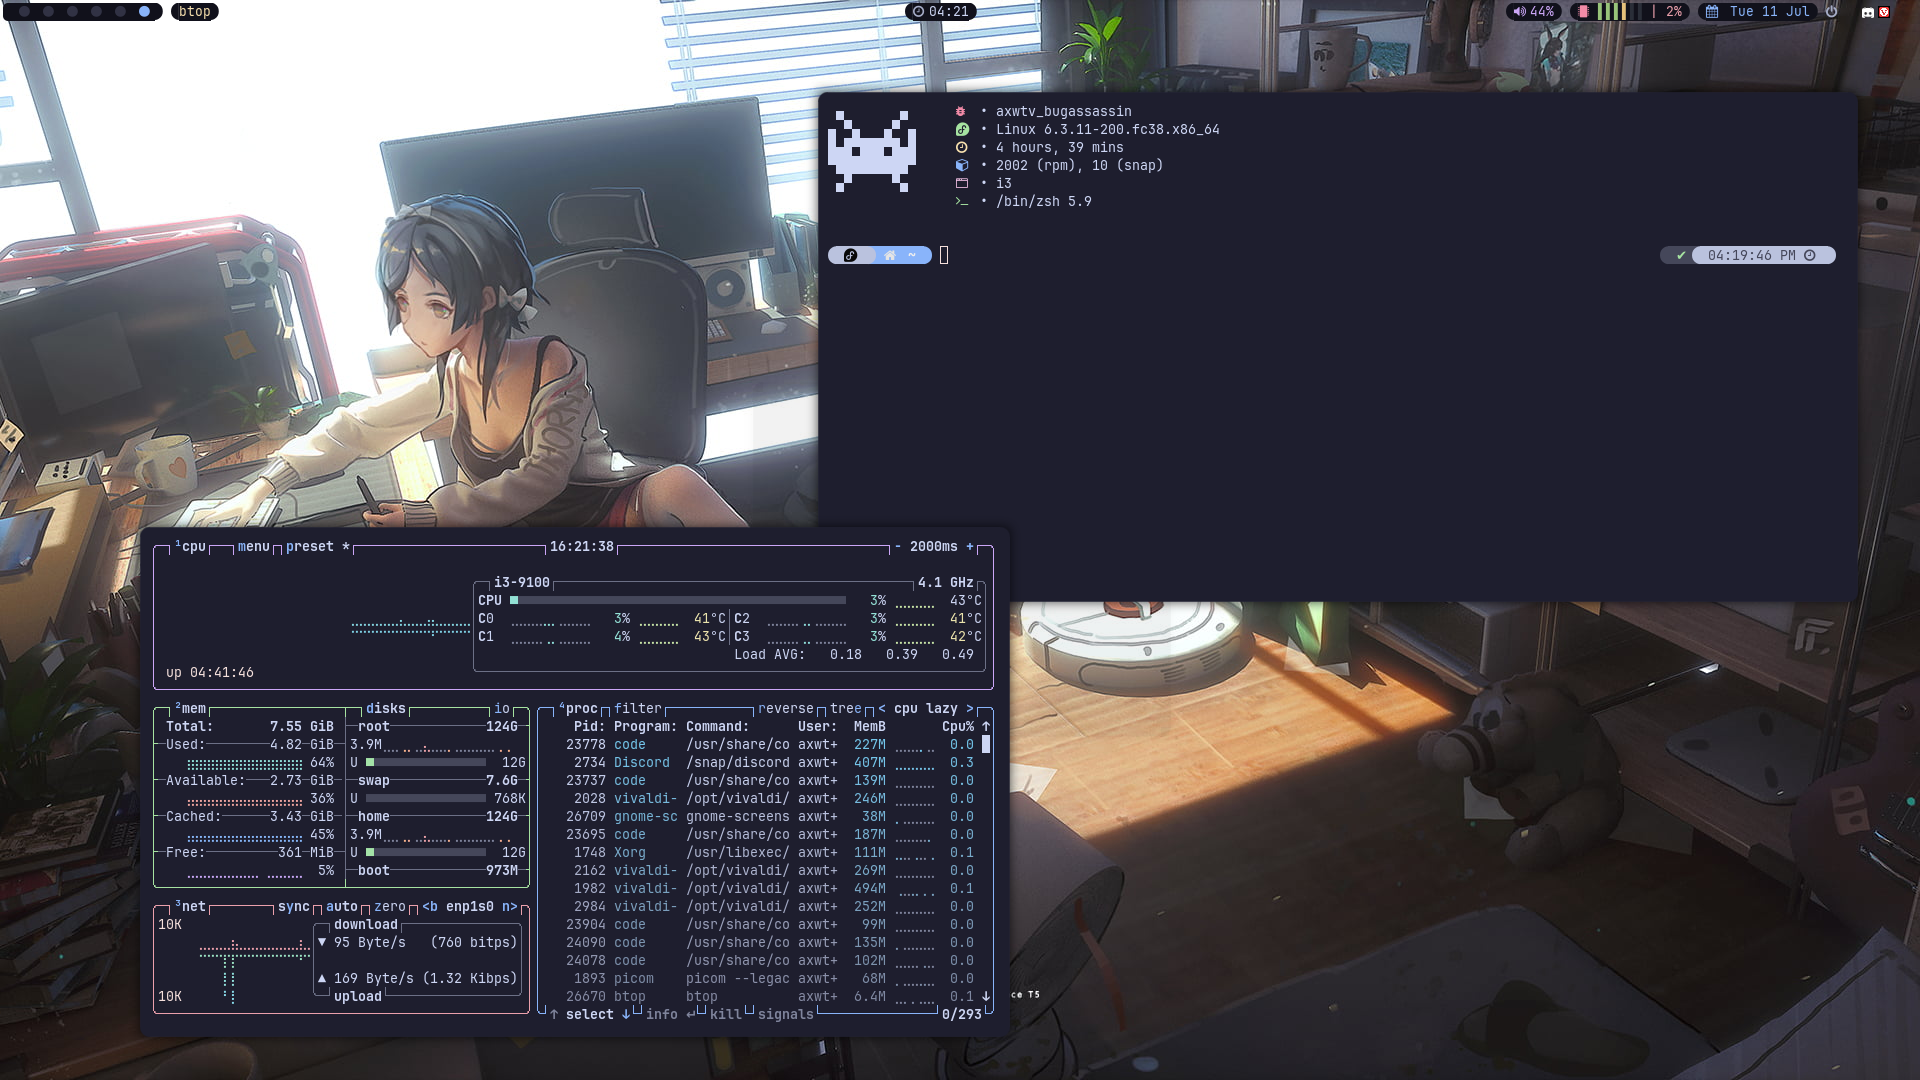 btop
04:21
44%
| 2%
Tue 11 Jul
• axwtv_bugassassin
• Linux 6.3.11-200.fc38.x86_64
• 4 hours, 39 mins
• 2002 (rpm), 10 (snap)
• i3
• /bin/zsh 5.9
~
✔ 04:19:46 PM
THORNS
¹cpu menu preset * 16:21:38 - 2000ms +
i3-9100 4.1 GHz
CPU 3% 43°C
C0 3% 41°C C2 3% 41°C
C1 4% 43°C C3 3% 42°C
Load AVG: 0.18 0.39 0.49
up 04:41:46
²mem disks io
Total: 7.55 GiB
Used: 4.82 GiB
64%
Available: 2.73 GiB
36%
Cached: 3.43 GiB
45%
Free: 361 MiB
5%
root 124G
3.9M
U 12G
swap 7.6G
U 768K
home 124G
3.9M
U 12G
boot 973M
³net sync auto zero <b enp1s0 n>
10K
download
▼ 95 Byte/s (760 bitps)
▲ 169 Byte/s (1.32 Kibps)
10K
upload
⁴proc filter reverse tree < cpu lazy >
Pid: Program: Command: User: MemB Cpu% ↑
23778 code /usr/share/co axwt+ 227M 0.0
2734 Discord /snap/discord axwt+ 407M 0.3
23737 code /usr/share/co axwt+ 139M 0.0
2028 vivaldi- /opt/vivaldi/ axwt+ 246M 0.0
26709 gnome-sc gnome-screens axwt+ 38M 0.0
23695 code /usr/share/co axwt+ 187M 0.0
1748 Xorg /usr/libexec/ axwt+ 111M 0.1
2162 vivaldi- /opt/vivaldi/ axwt+ 269M 0.0
1982 vivaldi- /opt/vivaldi/ axwt+ 494M 0.1
2984 vivaldi- /opt/vivaldi/ axwt+ 252M 0.0
23904 code /usr/share/co axwt+ 99M 0.0
24090 code /usr/share/co axwt+ 135M 0.0
24078 code /usr/share/co axwt+ 102M 0.0
1893 picom picom --legac axwt+ 68M 0.0
26670 btop btop axwt+ 6.4M 0.1 ↓
↑ select ↓ info ↵ kill signals 0/293
ce T5